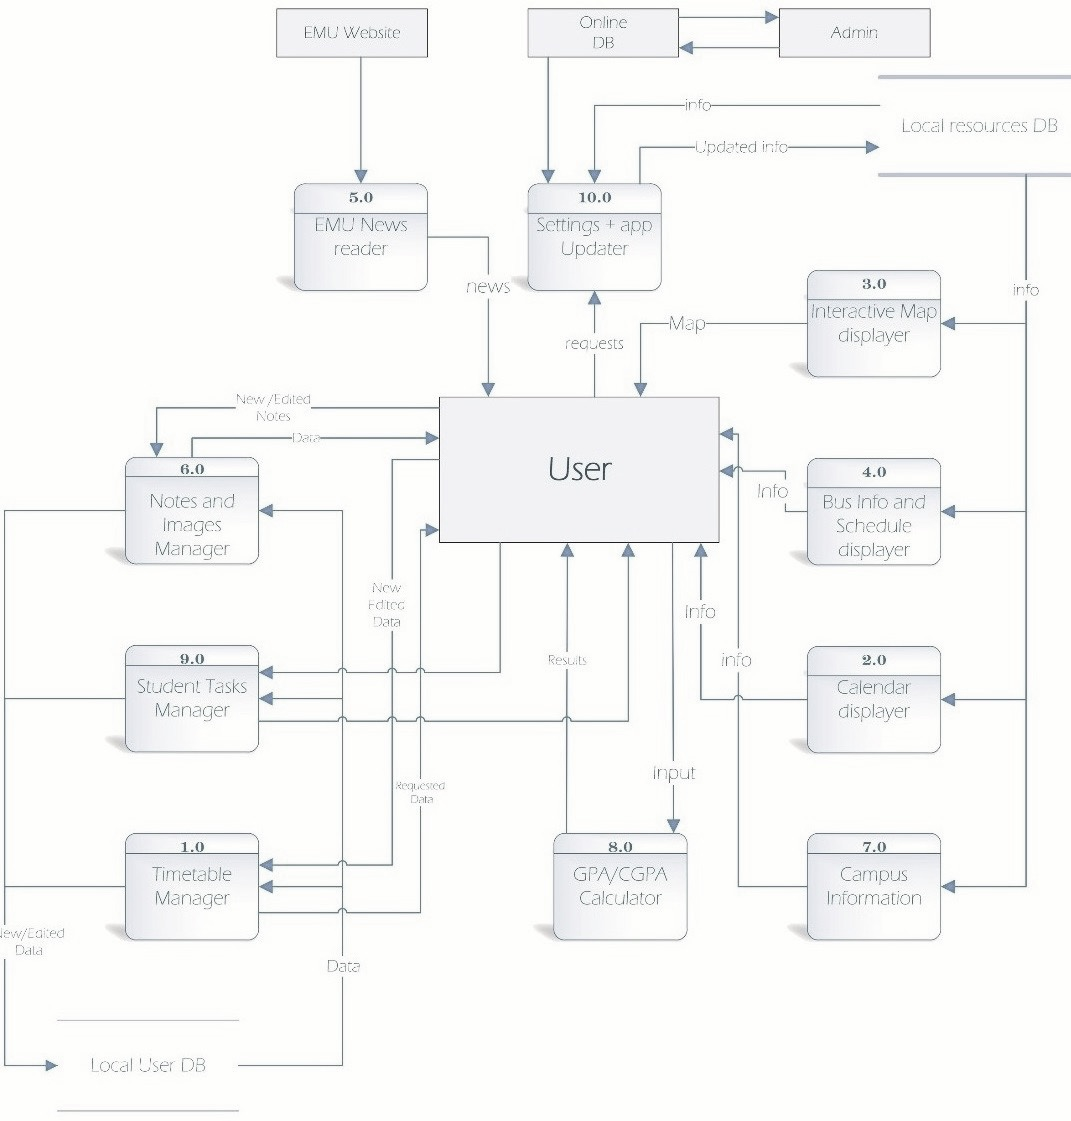 EMU Website
Online
DB
Admin
info
Local resources DB
Updated info
5.0
EMU News
reader
10.0
Settings + app
Updater
news
3.0
Interactive Map
displayer
info
Map
requests
New /Edited
Notes
Data
User
6.0
Notes and
Images
Manager
4.0
Bus Info and
Schedule
displayer
Info
New
Edited
Data
Info
9.0
Student Tasks
Manager
Results
info
2.0
Calendar
displayer
input
Requested
Data
1.0
Timetable
Manager
8.0
GPA/CGPA
Calculator
7.0
Campus
Information
New/Edited
Data
Data
Local User DB